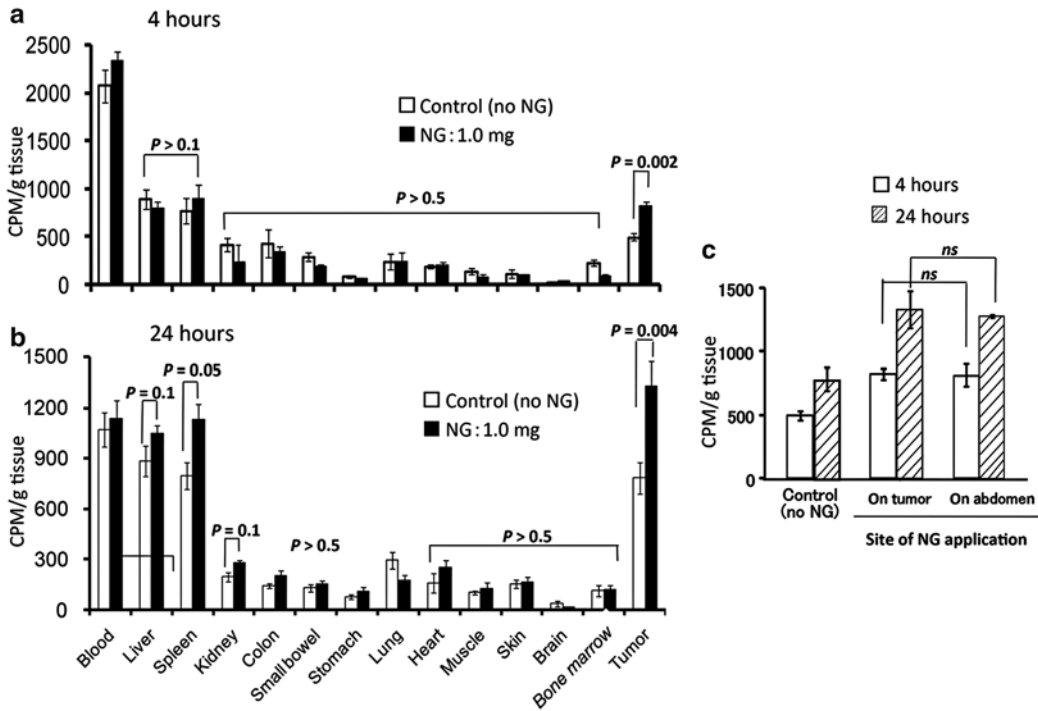 a
4 hours
2500
2000
1500
1000
500
0
CPM/g tissue
Control (no NG)
NG: 1.0 mg
P > 0.1
P > 0.5
P = 0.002
b
24 hours
1500
1200
900
600
300
0
CPM/g tissue
P = 0.1
P = 0.05
Control (no NG)
NG: 1.0 mg
P = 0.1
P > 0.5
P > 0.5
P = 0.004
Blood
Liver
Spleen
Kidney
Colon
Small bowel
Stomach
Lung
Heart
Muscle
Skin
Brain
Bone marrow
Tumor
4 hours
24 hours
c
ns
ns
1500
1000
500
0
CPM/g tissue
Control
(no NG)
On tumor
On abdomen
Site of NG application